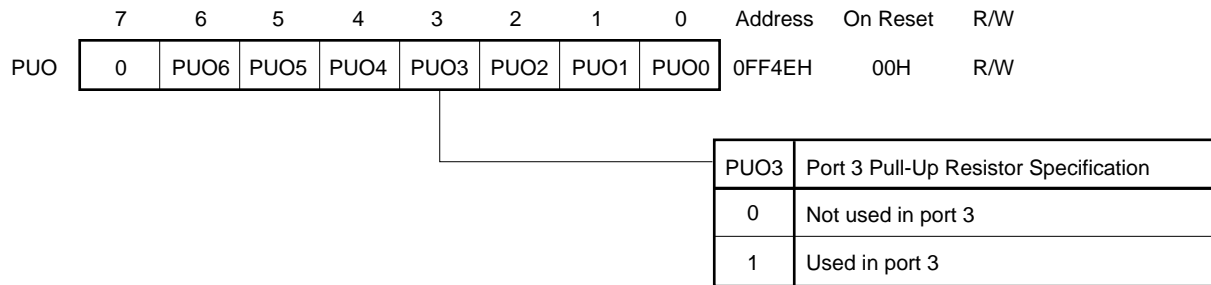 7 6 5 4 3 2 1 0 Address On Reset R/W
PUO 0 PUO6 PUO5 PUO4 PUO3 PUO2 PUO1 PUO0 0FF4EH 00H R/W
PUO3 Port 3 Pull-Up Resistor Specification
0 Not used in port 3
1 Used in port 3